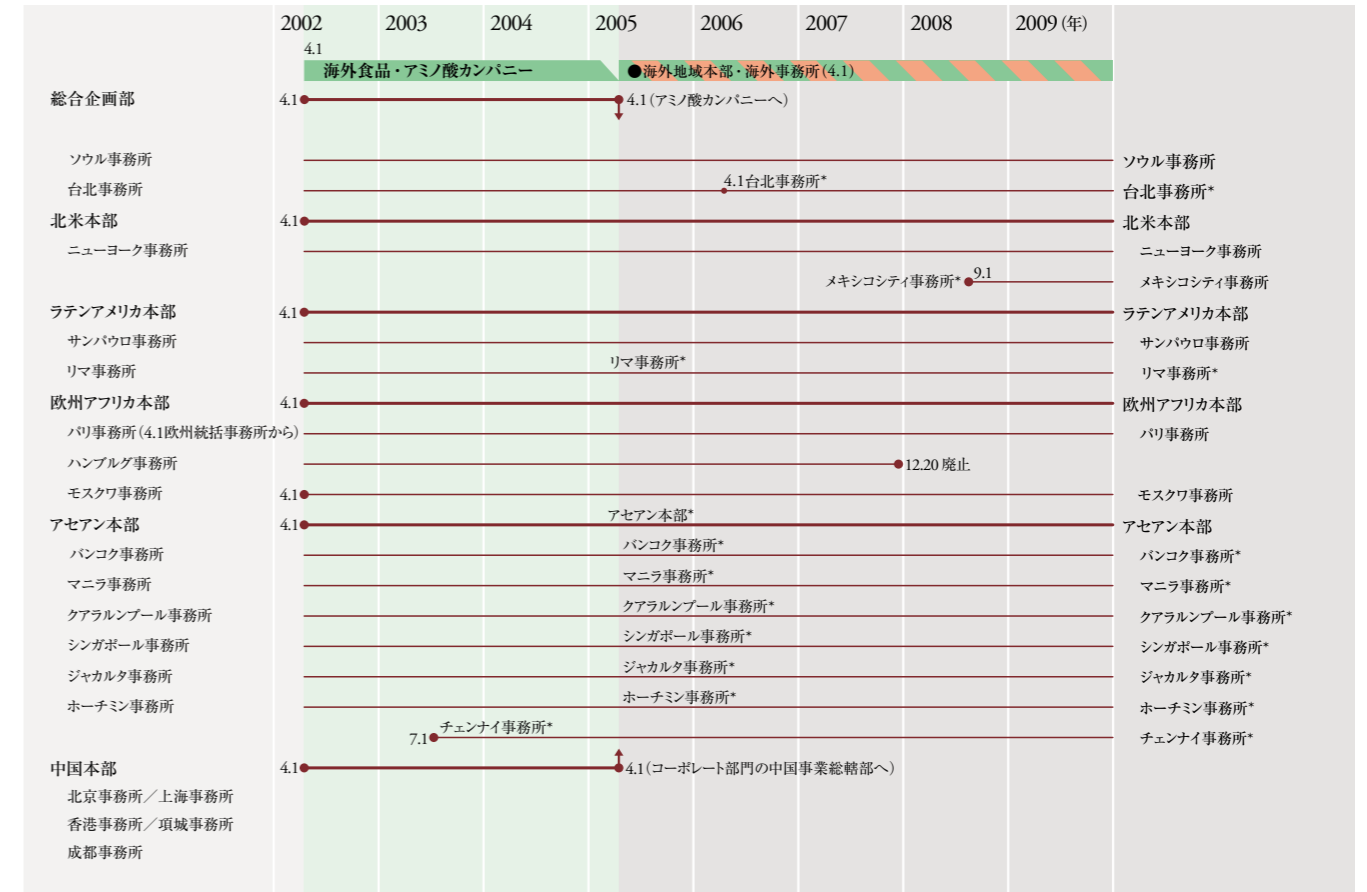 2002 2003 2004 2005 2006 2007 2008 2009 (年)
4.1
海外食品・アミノ酸カンパニー ●海外地域本部・海外事務所(4.1)
総合企画部 4.1 4.1(アミノ酸カンパニーへ)
ソウル事務所 ソウル事務所
台北事務所 4.1台北事務所* 台北事務所*
北米本部 4.1 北米本部
ニューヨーク事務所 ニューヨーク事務所
メキシコシティ事務所* 9.1 メキシコシティ事務所
ラテンアメリカ本部 4.1 ラテンアメリカ本部
サンパウロ事務所 サンパウロ事務所
リマ事務所 リマ事務所* リマ事務所*
欧州アフリカ本部 4.1 欧州アフリカ本部
パリ事務所(4.1欧州統括事務所から) パリ事務所
ハンブルグ事務所 12.20 廃止
モスクワ事務所 4.1 モスクワ事務所
アセアン本部 4.1 アセアン本部* アセアン本部
バンコク事務所 バンコク事務所* バンコク事務所*
マニラ事務所 マニラ事務所* マニラ事務所*
クアラルンプール事務所 クアラルンプール事務所* クアラルンプール事務所*
シンガポール事務所 シンガポール事務所* シンガポール事務所*
ジャカルタ事務所 ジャカルタ事務所* ジャカルタ事務所*
ホーチミン事務所 ホーチミン事務所* ホーチミン事務所*
7.1 チェンナイ事務所* チェンナイ事務所*
中国本部 4.1 4.1(コーポレート部門の中国事業総轄部へ)
北京事務所/上海事務所
香港事務所/項城事務所
成都事務所